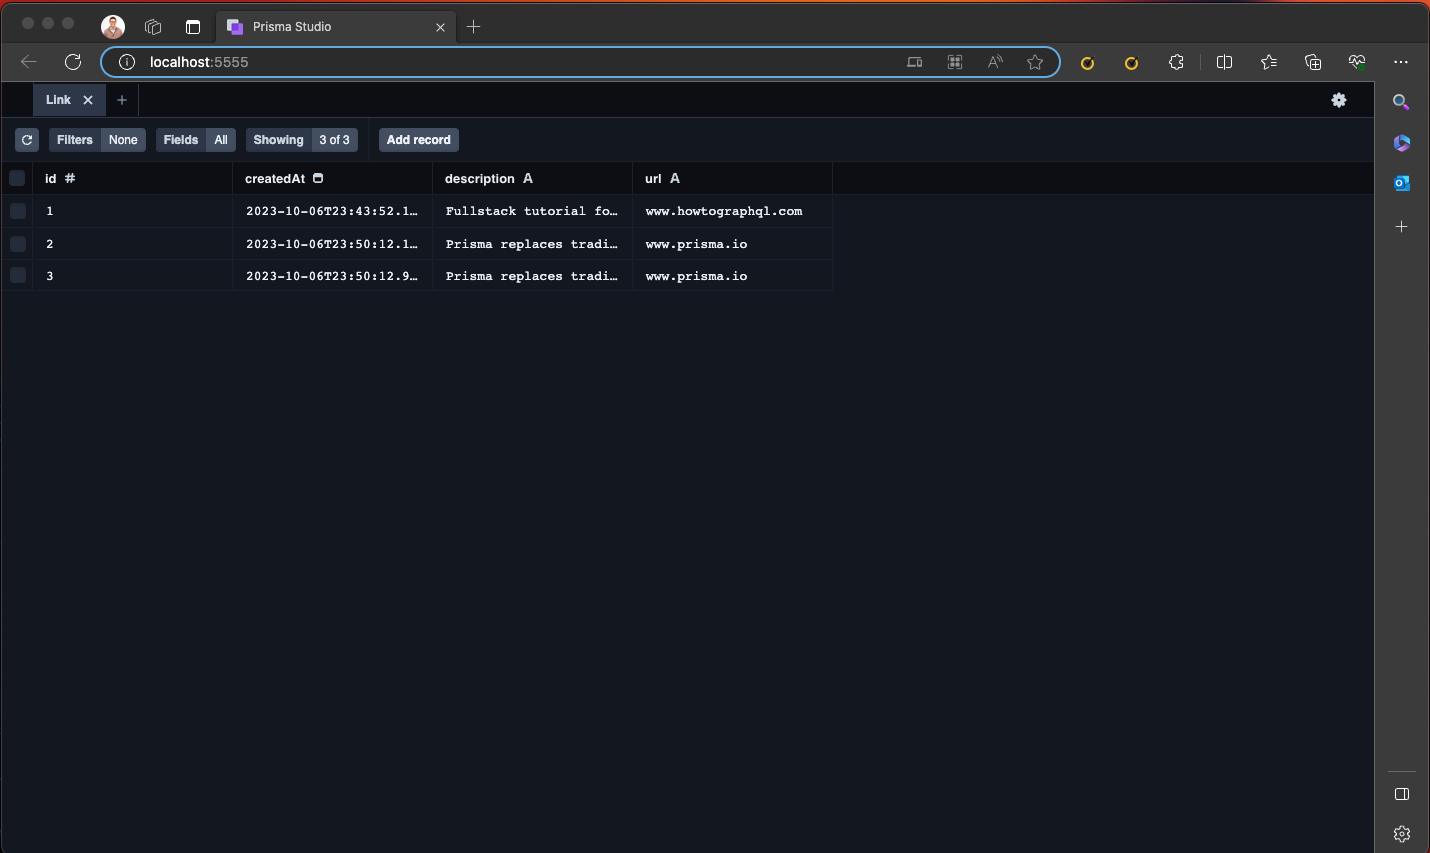 Prisma Studio
localhost:5555
Link
Filters None Fields All Showing 3 of 3 Add record
id # createdAt description A url A
1 2023-10-06T23:43:52.1… Fullstack tutorial fo… www.howtographql.com
2 2023-10-06T23:50:12.1… Prisma replaces tradi… www.prisma.io
3 2023-10-06T23:50:12.9… Prisma replaces tradi… www.prisma.io